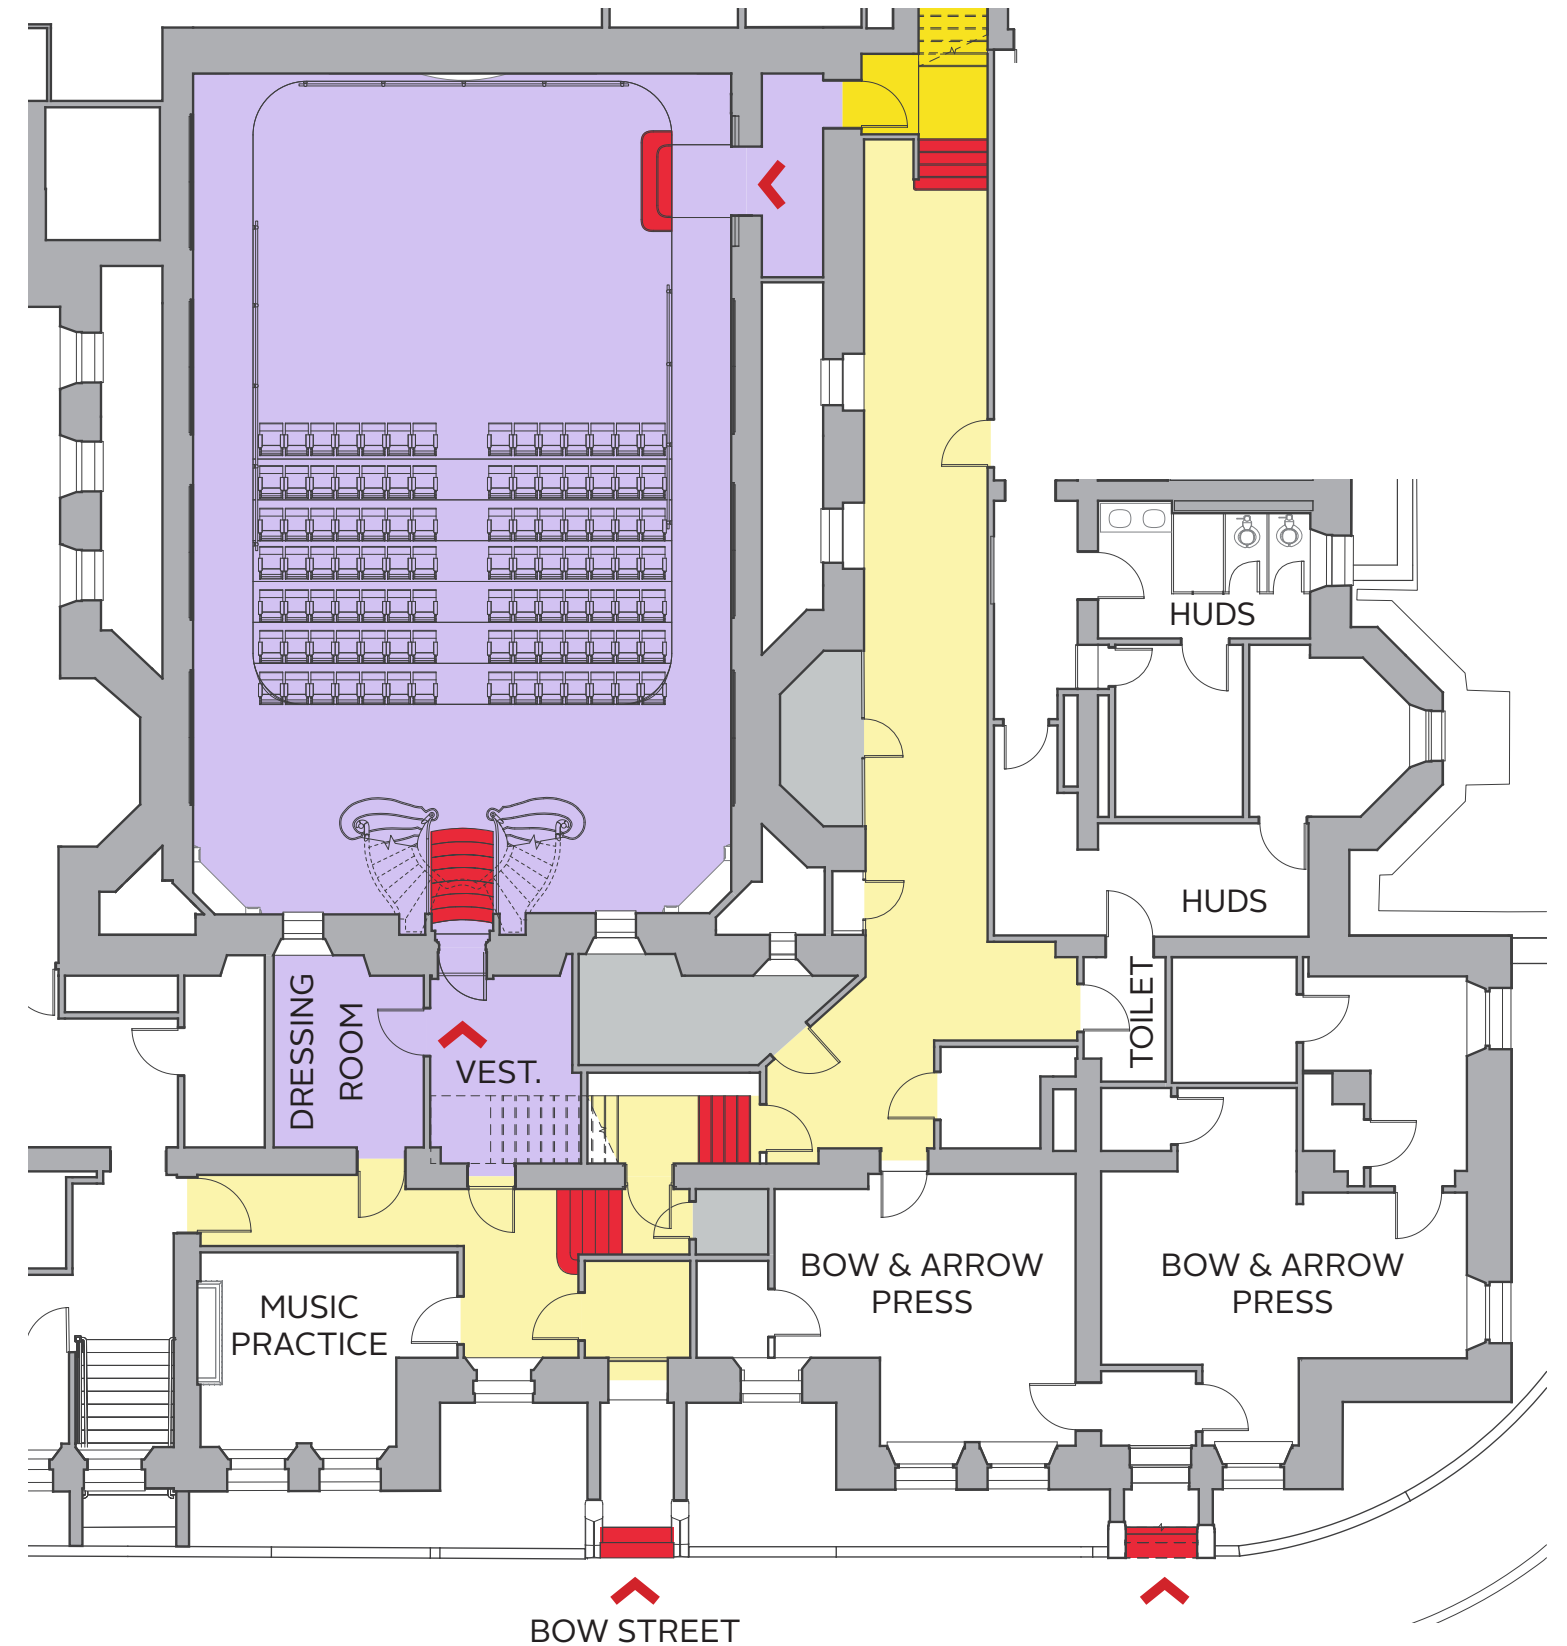 HUDS
HUDS
DRESSING
ROOM
VEST.
TOILET
MUSIC
PRACTICE
BOW & ARROW
PRESS
BOW & ARROW
PRESS
BOW STREET